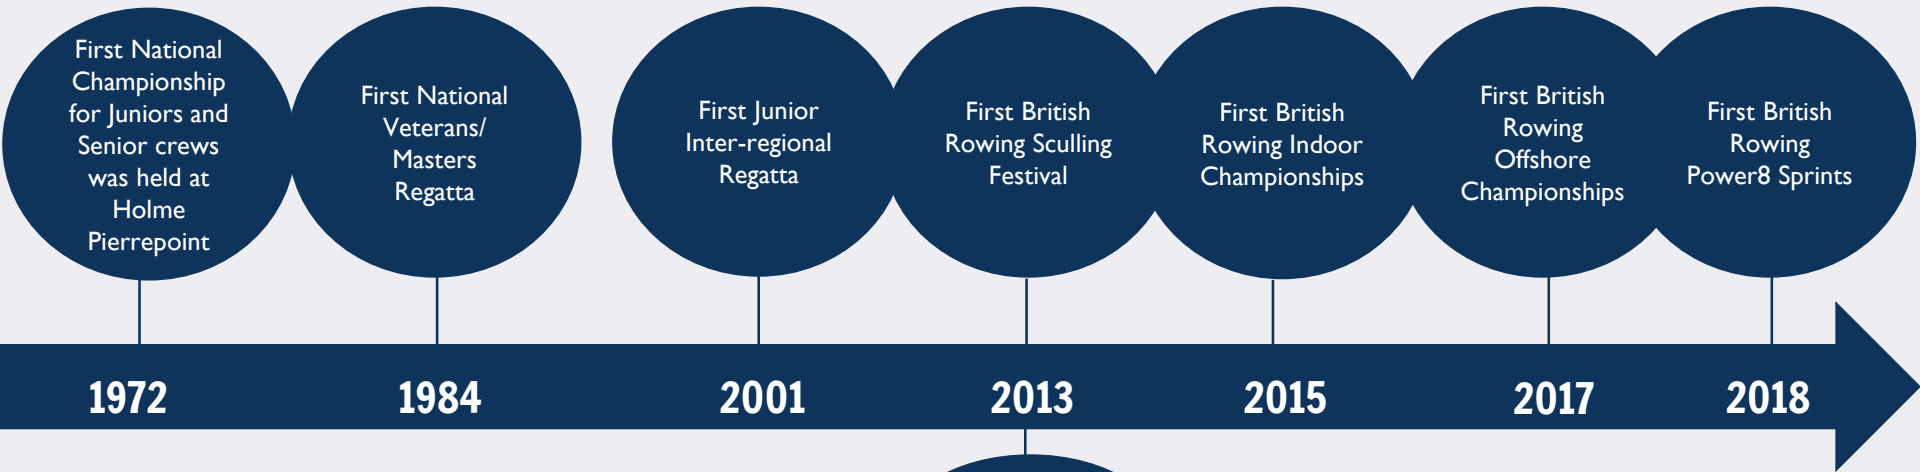 First National
Championship
for Juniors and
Senior crews
was held at
Holme
Pierrepoint
First National
Veterans/
Masters
Regatta
First Junior
Inter-regional
Regatta
First British
Rowing Sculling
Festival
First British
Rowing Indoor
Championships
First British
Rowing
Offshore
Championships
First British
Rowing
Power8 Sprints
1972
1984
2001
2013
2015
2017
2018